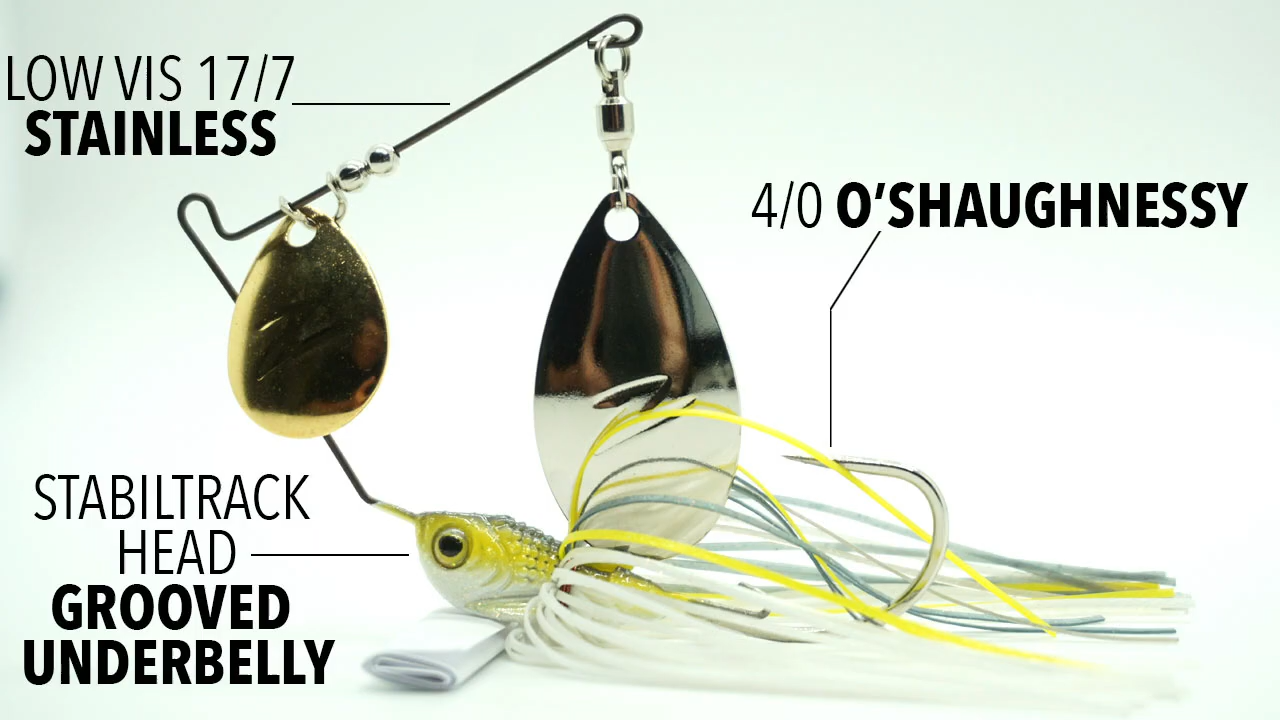 LOW VIS 17/7
STAINLESS
4/0 O’SHAUGHNESSY
STABILTRACK
HEAD
GROOVED
UNDERBELLY